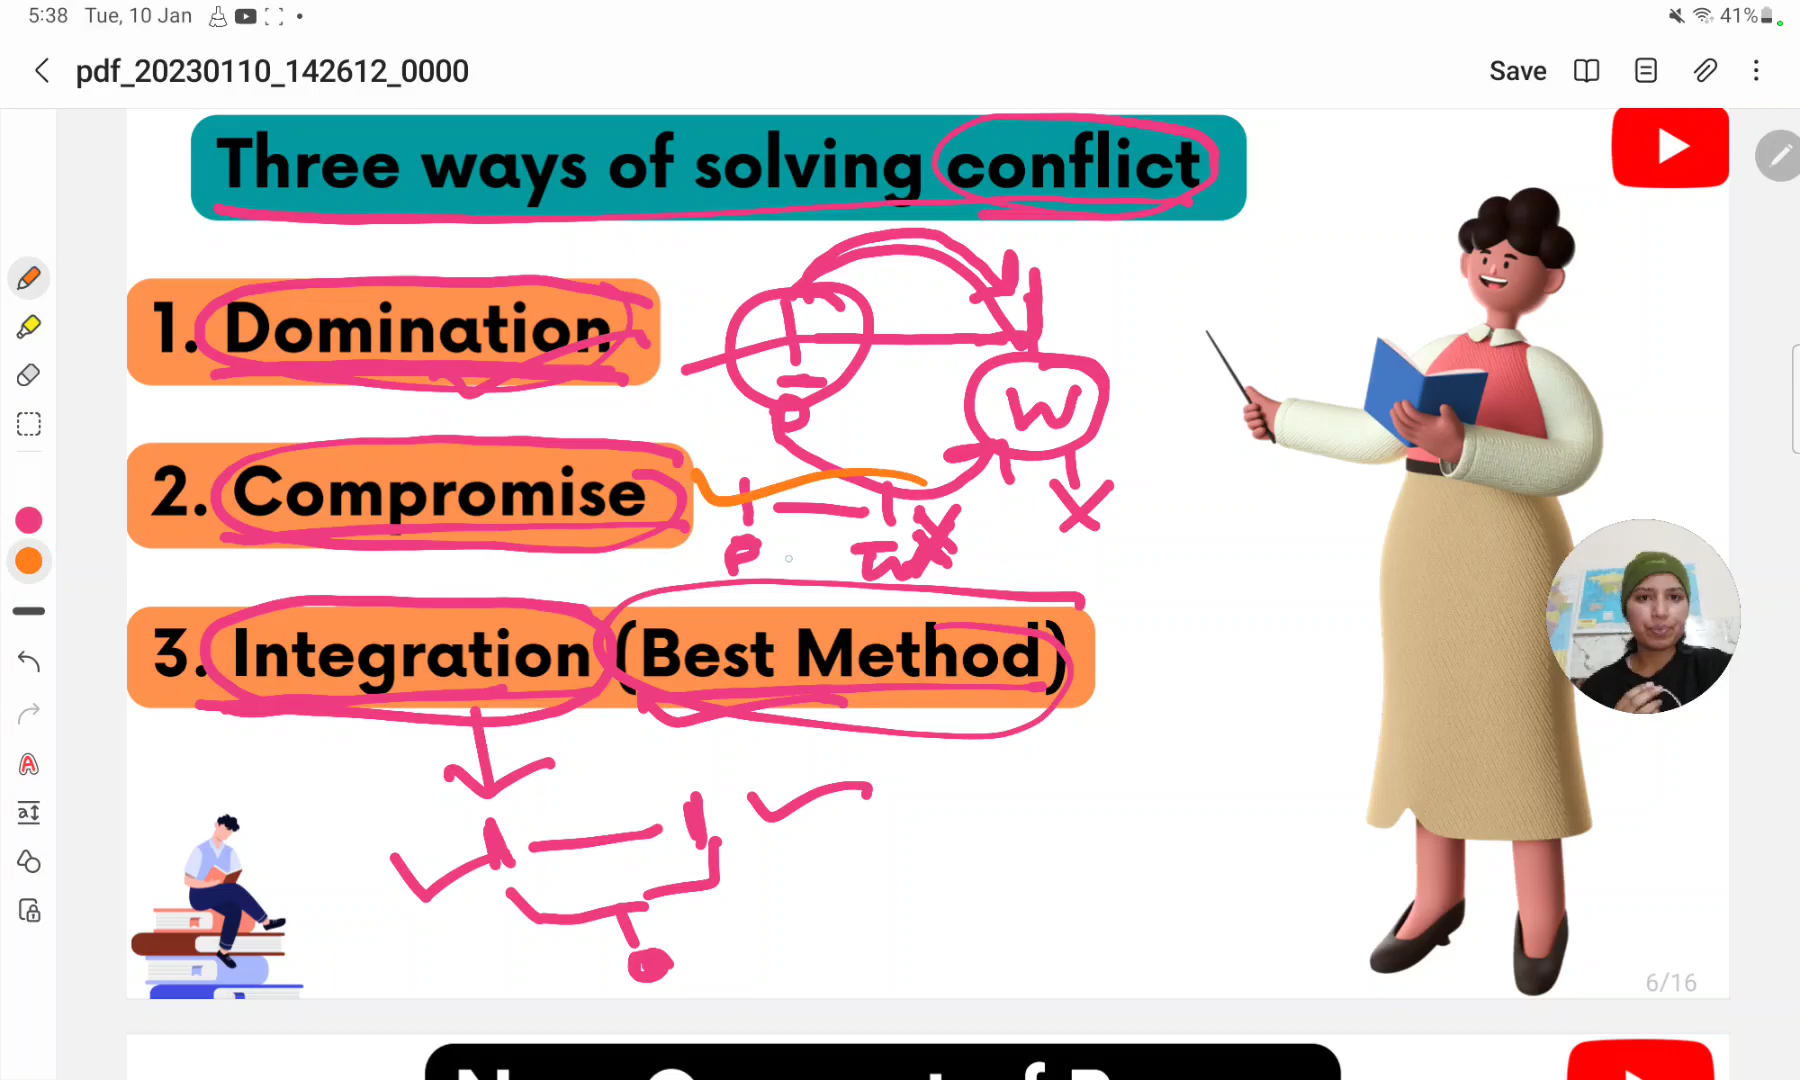 5:38 Tue, 10 Jan 41%
pdf_20230110_142612_0000 Save
Three ways of solving conflict
1. Domination
W
2. Compromise
P
3. Integration (Best Method)
6/16